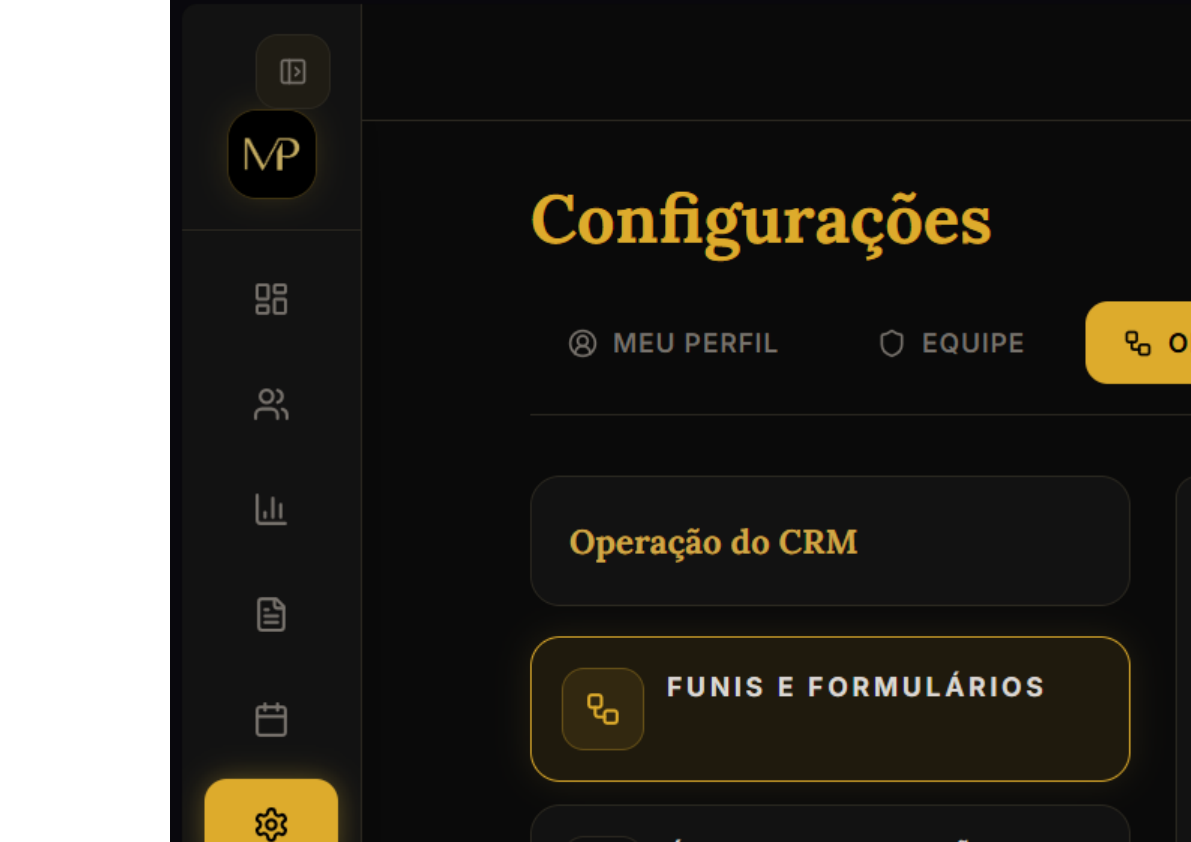 MP
Configurações
MEU PERFIL
EQUIPE
Operação do CRM
FUNIS E FORMULÁRIOS